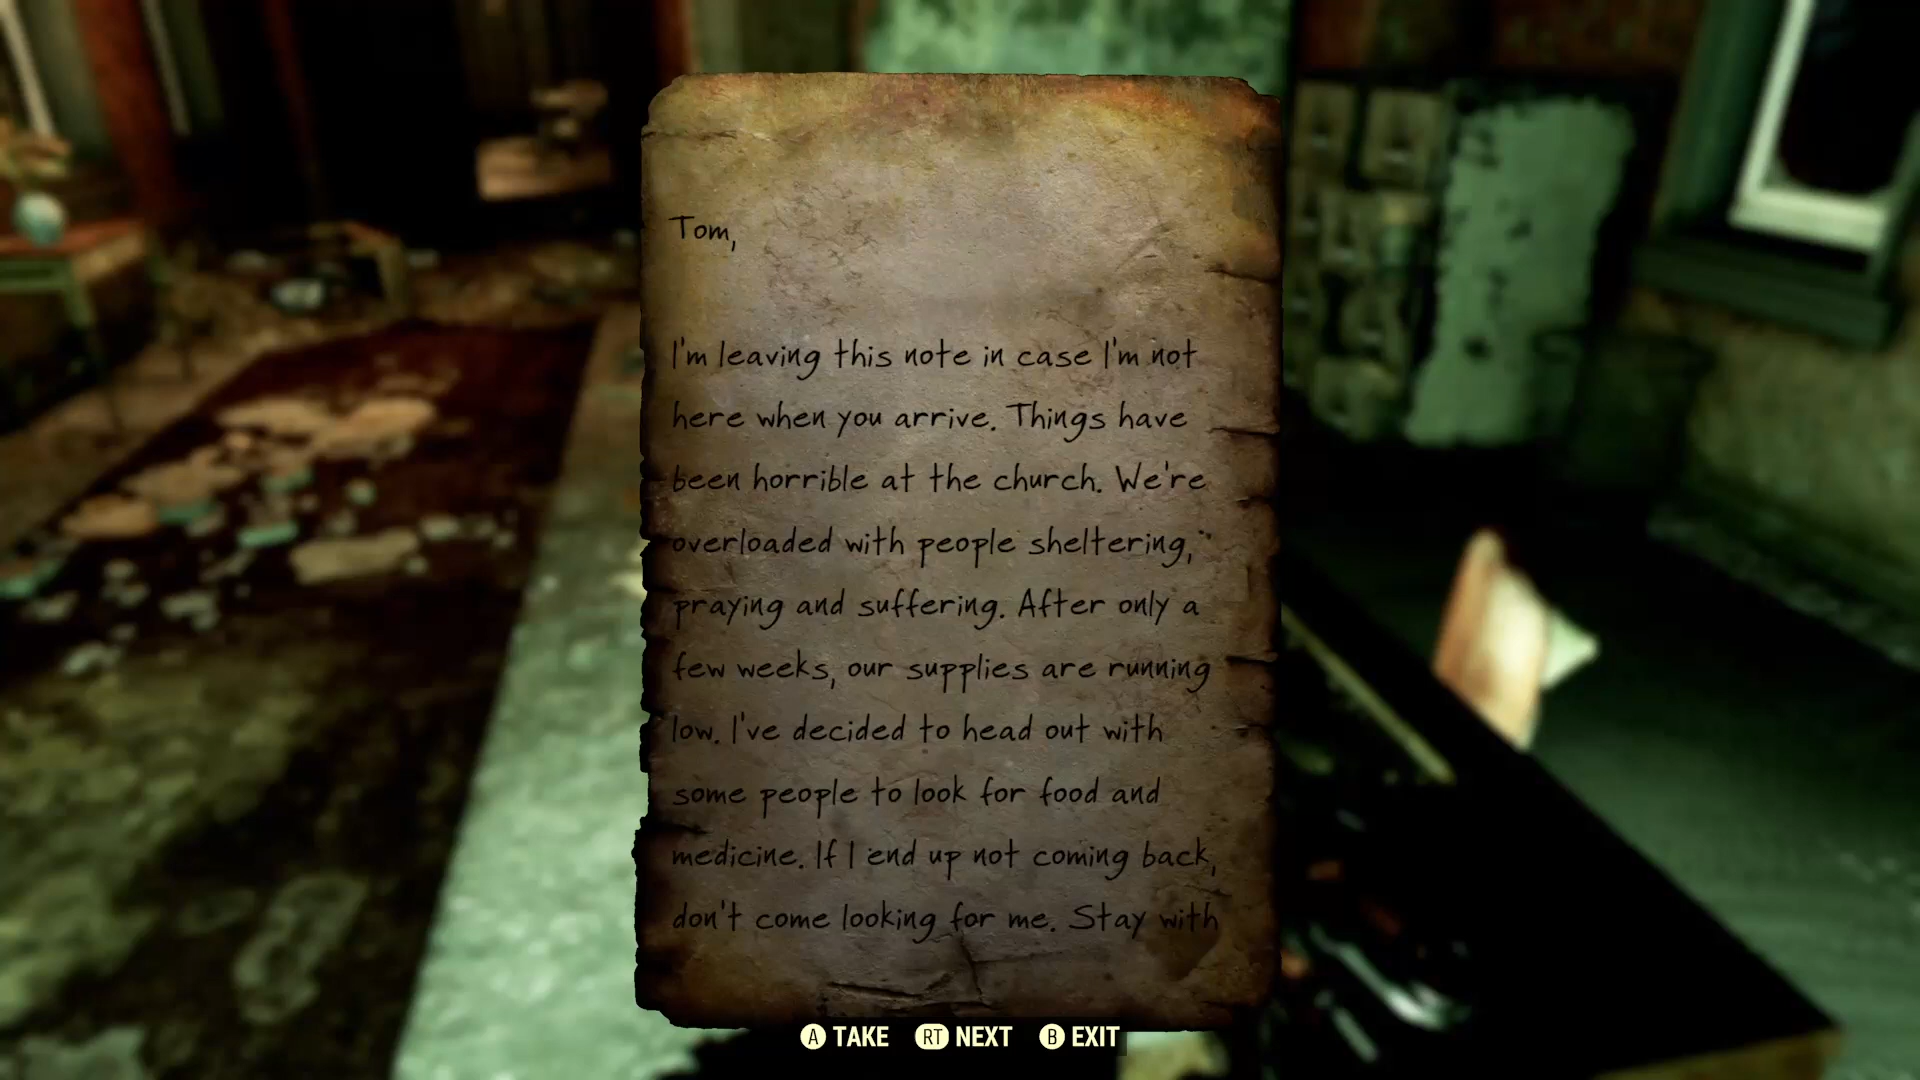 Tom,
I'm leaving this note in case I'm not
here when you arrive. Things have
been horrible at the church. We're
overloaded with people sheltering,
praying and suffering. After only a
few weeks, our supplies are running
low. I've decided to head out with
some people to look for food and
medicine. If I end up not coming back,
don't come looking for me. Stay with
A TAKE RT NEXT B EXIT